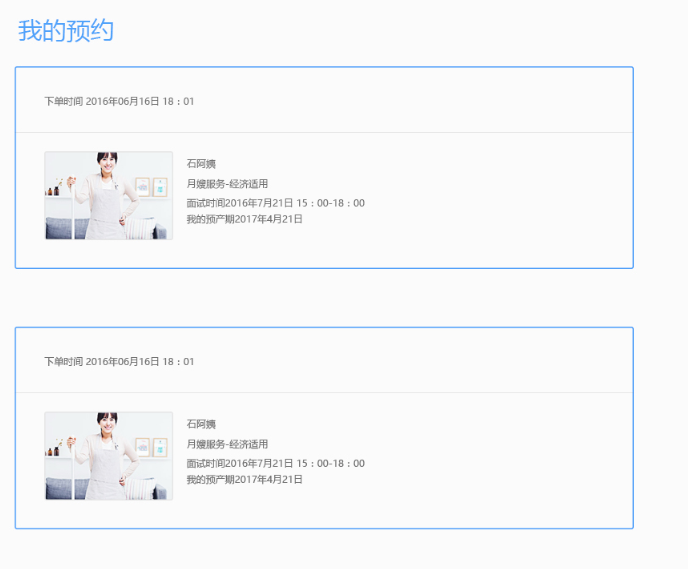 我的预约
下单时间 2016年06月16日 18：01
石阿姨
月嫂服务-经济适用
面试时间2016年7月21日 15：00-18：00
我的预产期2017年4月21日
下单时间 2016年06月16日 18：01
石阿姨
月嫂服务-经济适用
面试时间2016年7月21日 15：00-18：00
我的预产期2017年4月21日